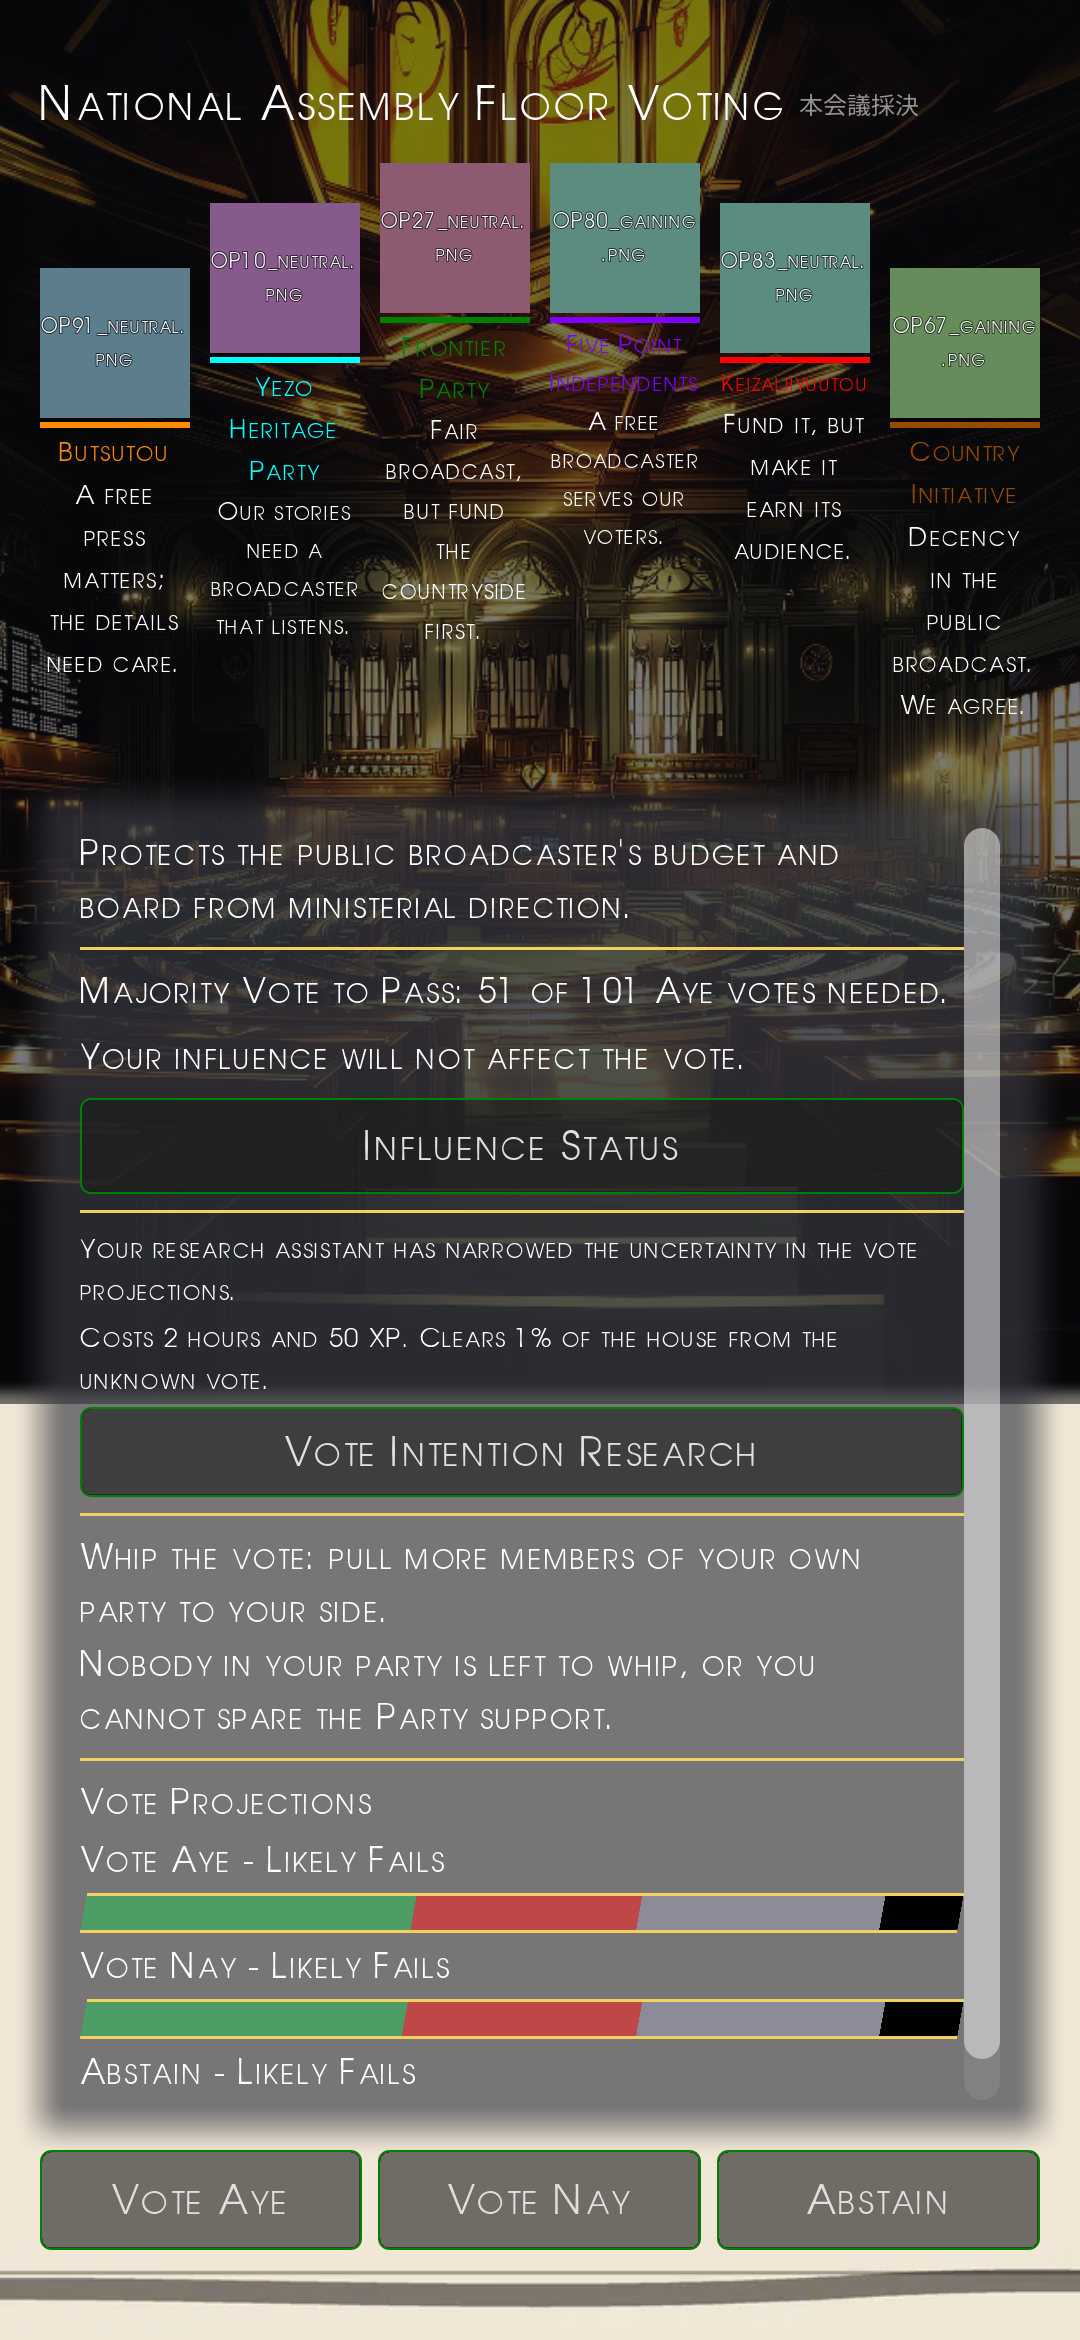 National Assembly Floor Voting 本会議採決
OP91_neutral.
png
Butsutou
A free
press
matters;
the details
need care.
OP10_neutral.
png
Yezo
Heritage
Party
Our stories
need a
broadcaster
that listens.
OP27_neutral.
png
Frontier
Party
Fair
broadcast,
but fund
the
countryside
first.
OP80_gaining
.png
Five Point
Independents
A free
broadcaster
serves our
voters.
OP83_neutral.
png
Keizaijiyuutou
Fund it, but
make it
earn its
audience.
OP67_gaining
.png
Country
Initiative
Decency
in the
public
broadcast.
We agree.
Protects the public broadcaster's budget and
board from ministerial direction.
Majority Vote to Pass: 51 of 101 Aye votes needed.
Your influence will not affect the vote.
Influence Status
Your research assistant has narrowed the uncertainty in the vote
projections.
Costs 2 hours and 50 XP. Clears 1% of the house from the
unknown vote.
Vote Intention Research
Whip the vote: pull more members of your own
party to your side.
Nobody in your party is left to whip, or you
cannot spare the Party support.
Vote Projections
Vote Aye - Likely Fails
Vote Nay - Likely Fails
Abstain - Likely Fails
Vote Aye
Vote Nay
Abstain